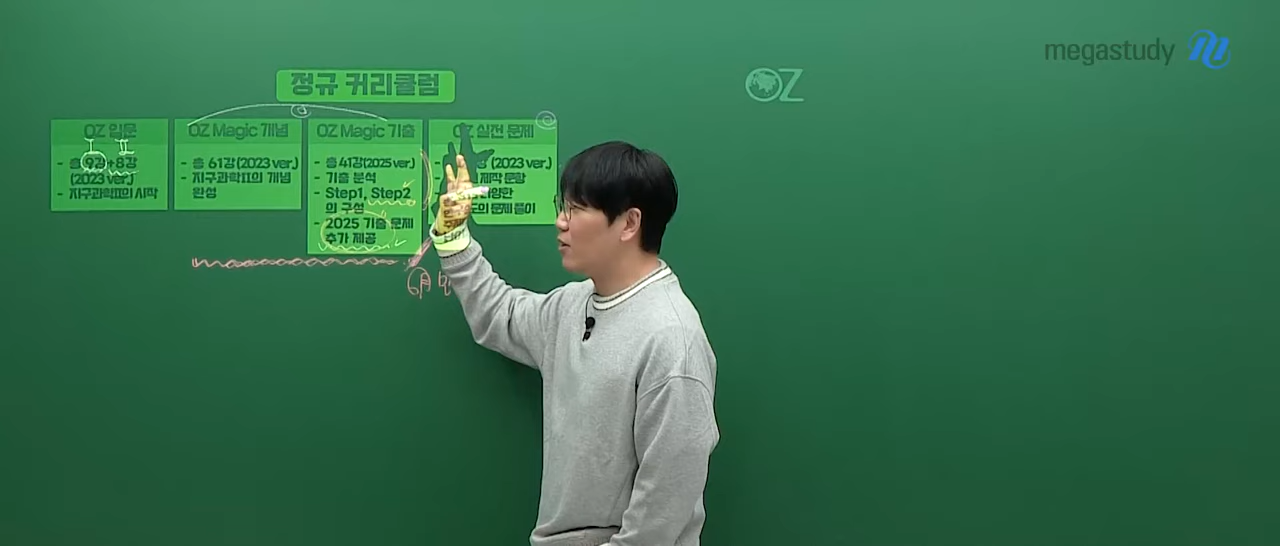 megastudy
OZ
정규 커리큘럼
OZ 입문
I II
- 총 9강+8강
(2023 ver.)
- 지구과학II의 시작
OZ Magic 개념
- 총 61강(2023 ver.)
- 지구과학II의 개념
완성
OZ Magic 기출
- 총 41강(2025 ver.)
- 기출 분석
- Step1, Step2
의 구성
- 2025 기출 문제
추가 제공
OZ 실전 문제
(2023 ver.)
제작 문항
다양한
의 문제 풀이
6月